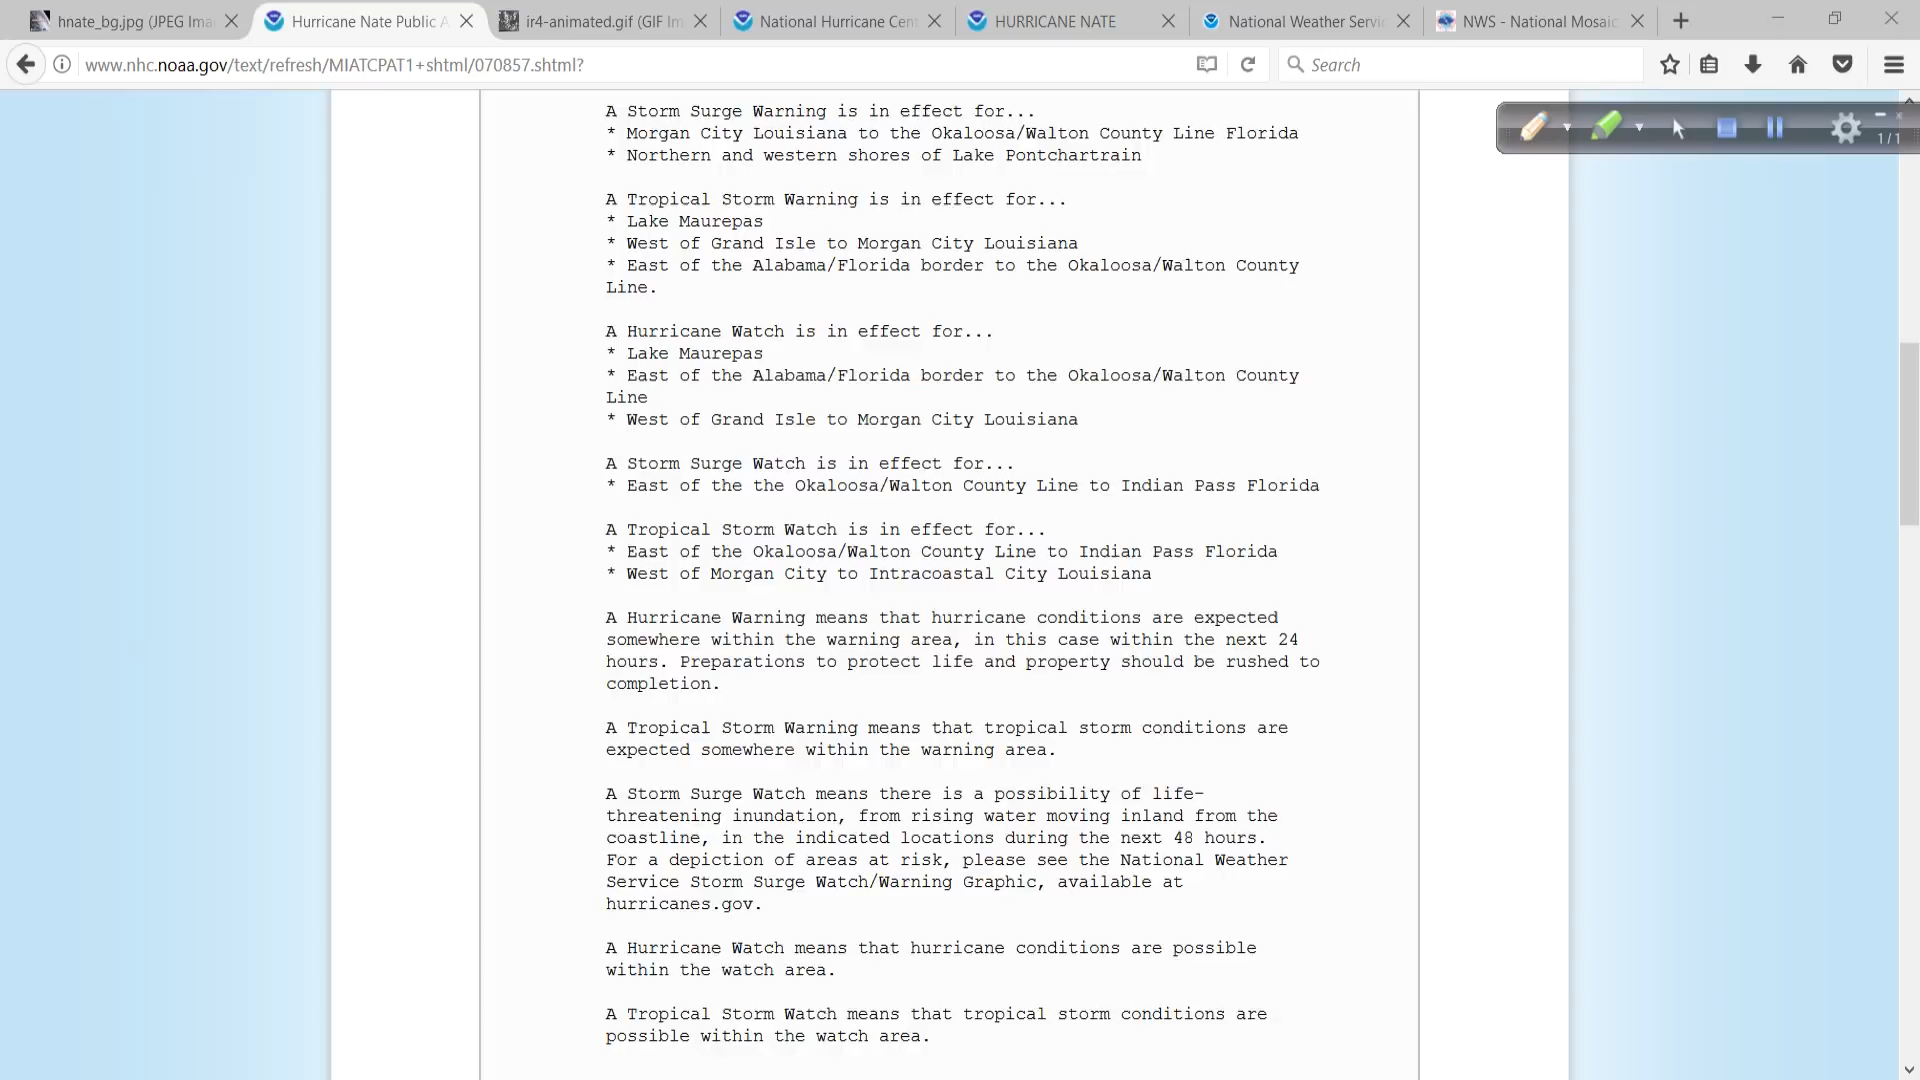 hnate_bg.jpg (JPEG Ima
Hurricane Nate Public A
ir4-animated.gif (GIF Im
National Hurricane Cent
HURRICANE NATE
National Weather Servic
NWS - National Mosaic
www.nhc.noaa.gov/text/refresh/MIATCPAT1+shtml/070857.shtml?
Search
1/1
A Storm Surge Warning is in effect for...
* Morgan City Louisiana to the Okaloosa/Walton County Line Florida
* Northern and western shores of Lake Pontchartrain
A Tropical Storm Warning is in effect for...
* Lake Maurepas
* West of Grand Isle to Morgan City Louisiana
* East of the Alabama/Florida border to the Okaloosa/Walton County
Line.
A Hurricane Watch is in effect for...
* Lake Maurepas
* East of the Alabama/Florida border to the Okaloosa/Walton County
Line
* West of Grand Isle to Morgan City Louisiana
A Storm Surge Watch is in effect for...
* East of the the Okaloosa/Walton County Line to Indian Pass Florida
A Tropical Storm Watch is in effect for...
* East of the Okaloosa/Walton County Line to Indian Pass Florida
* West of Morgan City to Intracoastal City Louisiana
A Hurricane Warning means that hurricane conditions are expected
somewhere within the warning area, in this case within the next 24
hours. Preparations to protect life and property should be rushed to
completion.
A Tropical Storm Warning means that tropical storm conditions are
expected somewhere within the warning area.
A Storm Surge Watch means there is a possibility of life-
threatening inundation, from rising water moving inland from the
coastline, in the indicated locations during the next 48 hours.
For a depiction of areas at risk, please see the National Weather
Service Storm Surge Watch/Warning Graphic, available at
hurricanes.gov.
A Hurricane Watch means that hurricane conditions are possible
within the watch area.
A Tropical Storm Watch means that tropical storm conditions are
possible within the watch area.